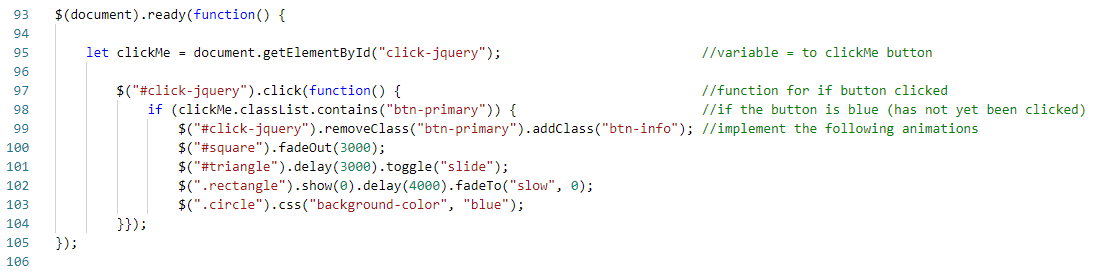 93 $(document).ready(function() {
94
95 let clickMe = document.getElementById("click-jquery"); //variable = to clickMe button
96
97 $("#click-jquery").click(function() { //function for if button clicked
98 if (clickMe.classList.contains("btn-primary")) { //if the button is blue (has not yet been clicked)
99 $("#click-jquery").removeClass("btn-primary").addClass("btn-info"); //implement the following animations
100 $("#square").fadeOut(3000);
101 $("#triangle").delay(3000).toggle("slide");
102 $(".rectangle").show(0).delay(4000).fadeTo("slow", 0);
103 $(".circle").css("background-color", "blue");
104 }});
105 });
106